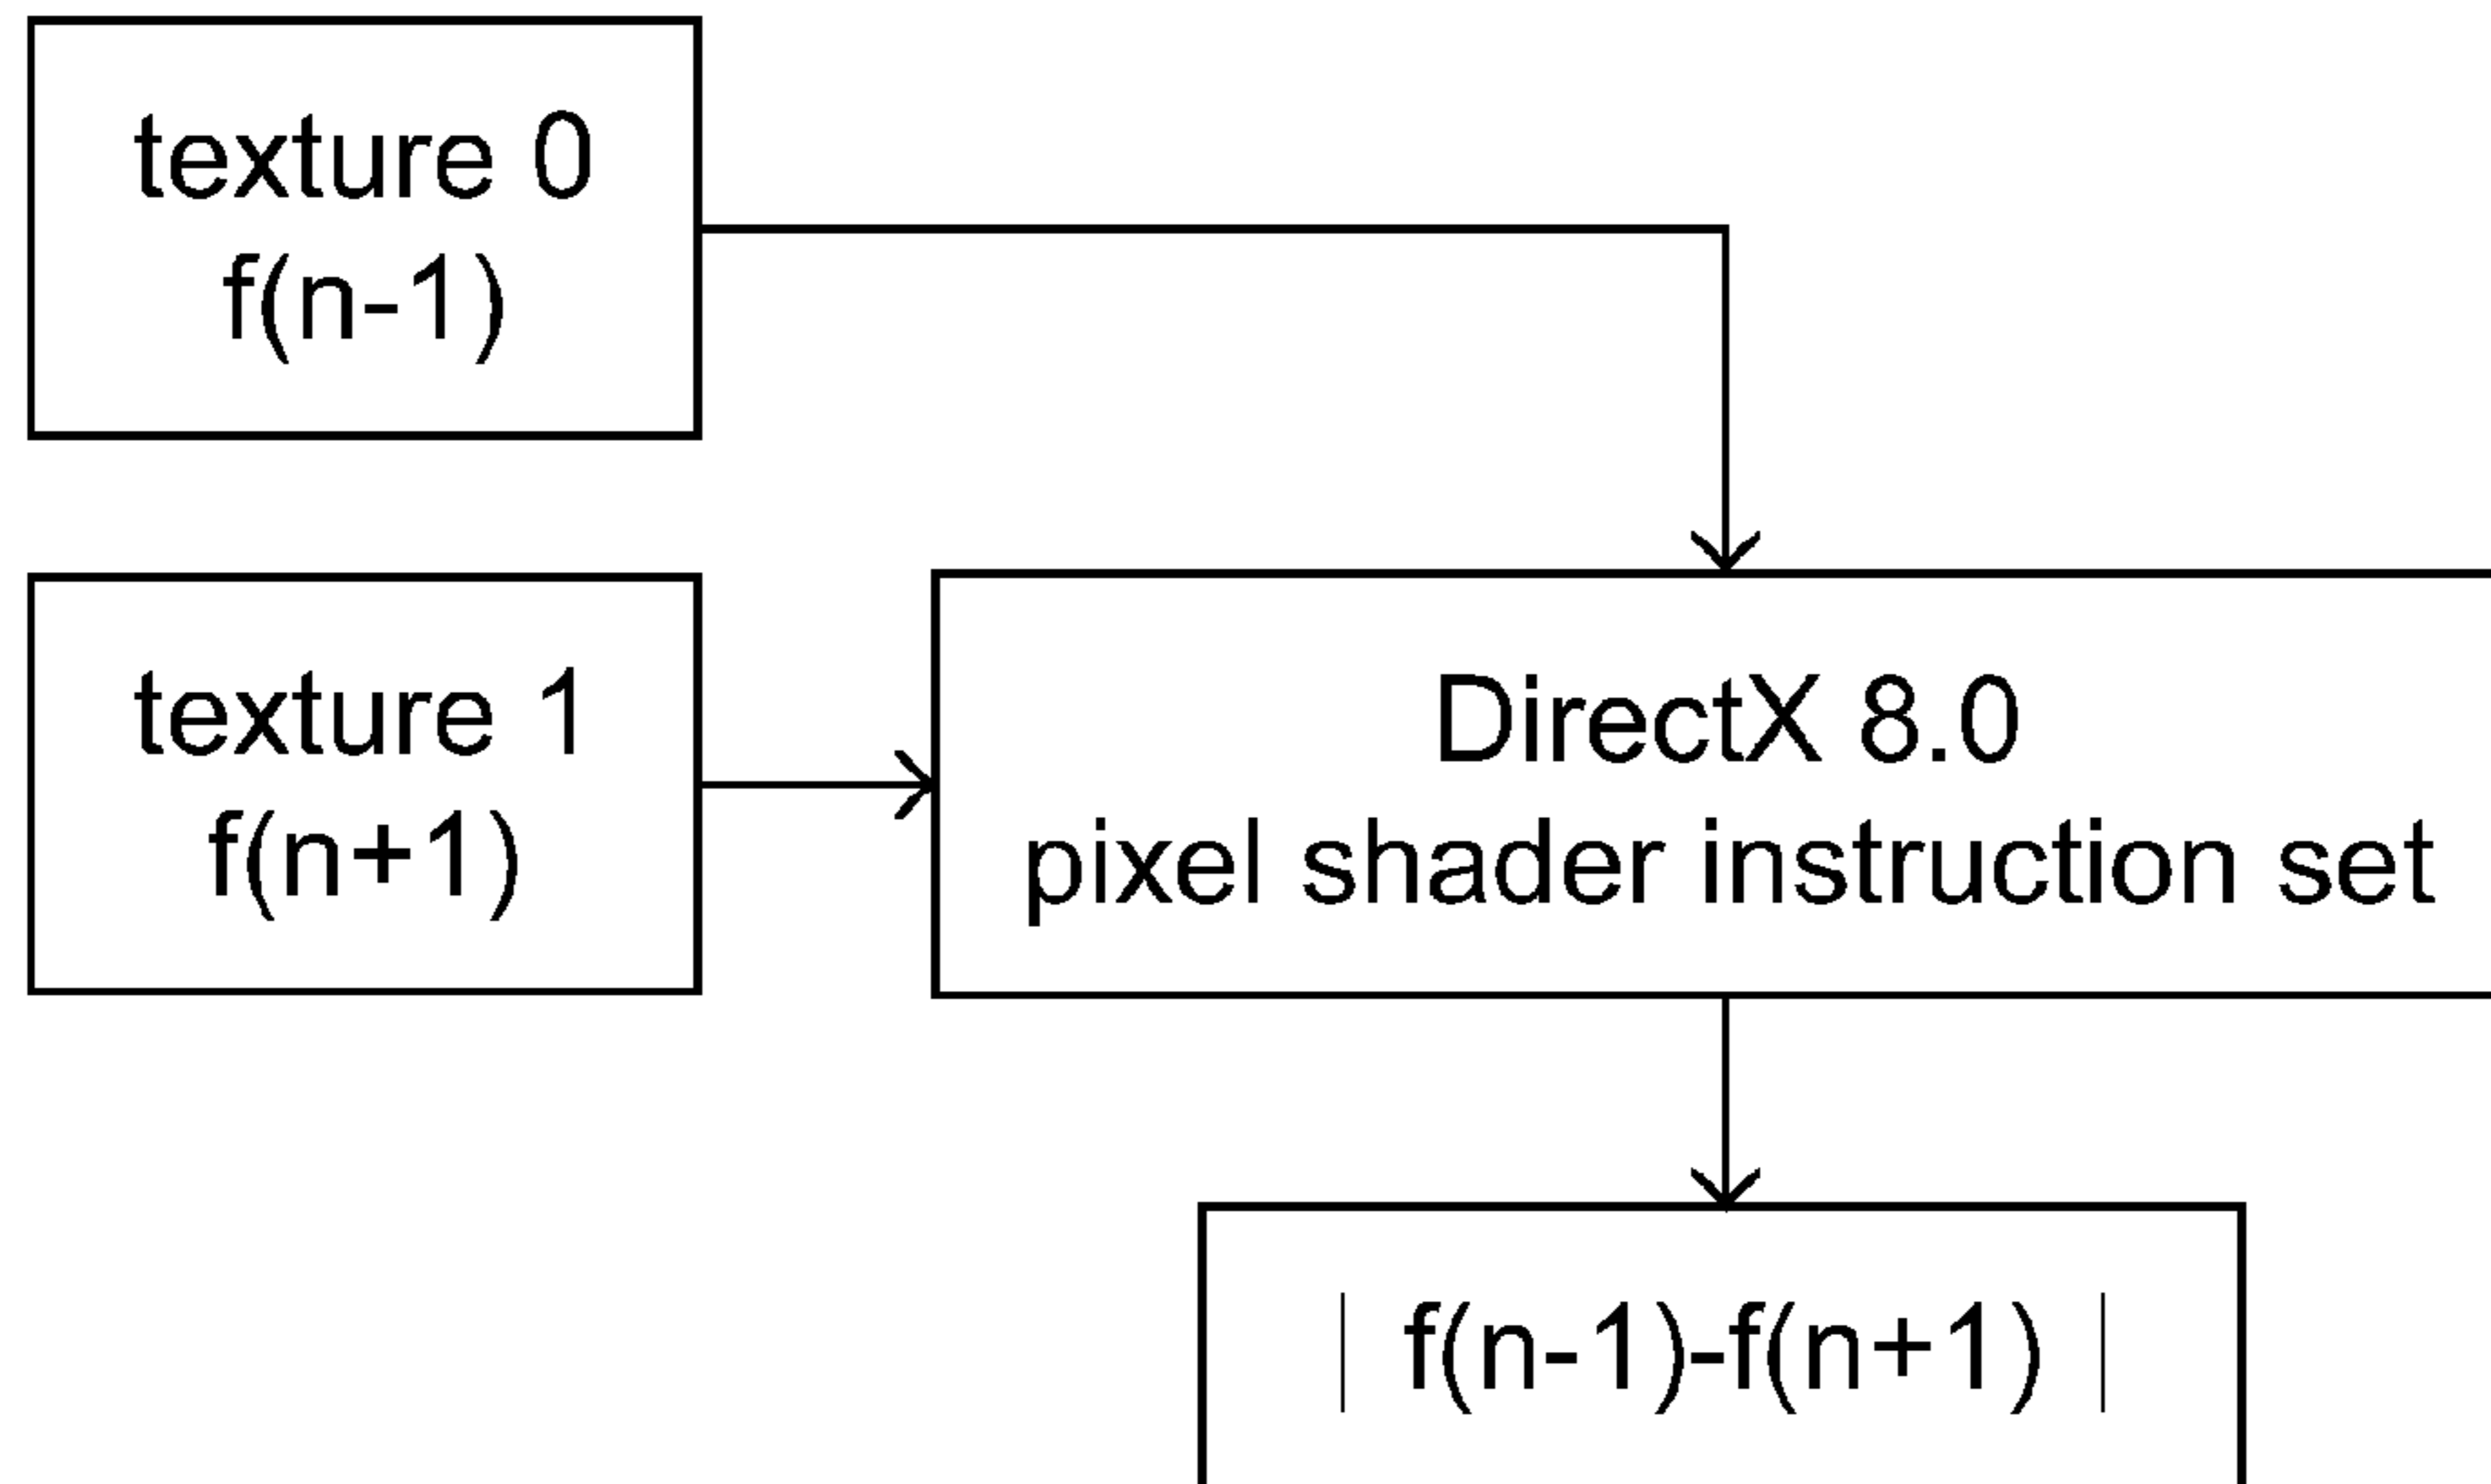 texture 0
f(n-1)
texture 1
f(n+1)
DirectX 8.0
pixel shader instruction set
| f(n-1)-f(n+1) |